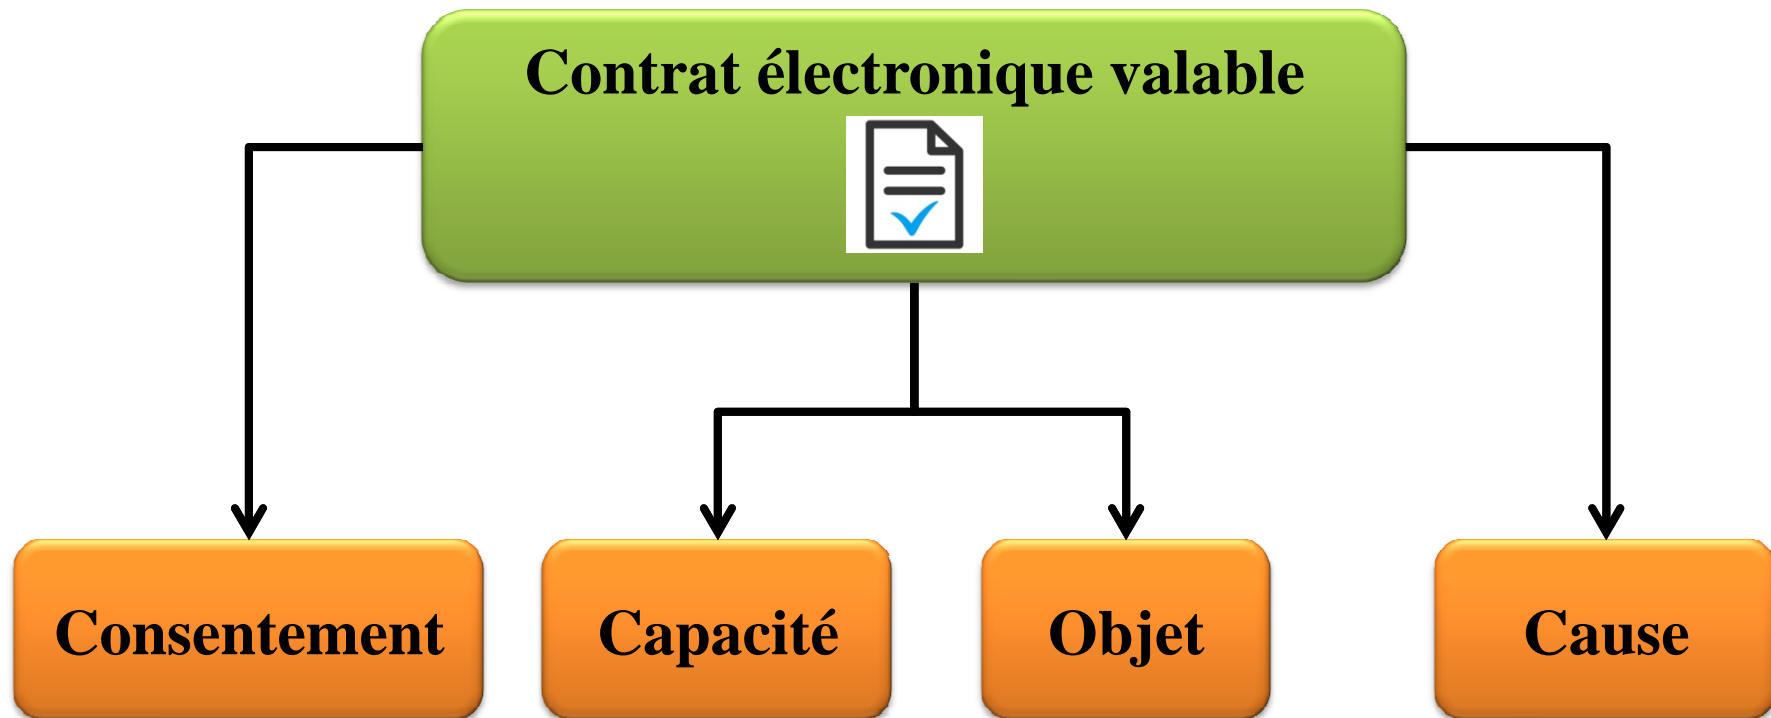 Contrat électronique valable
Consentement
Capacité
Objet
Cause